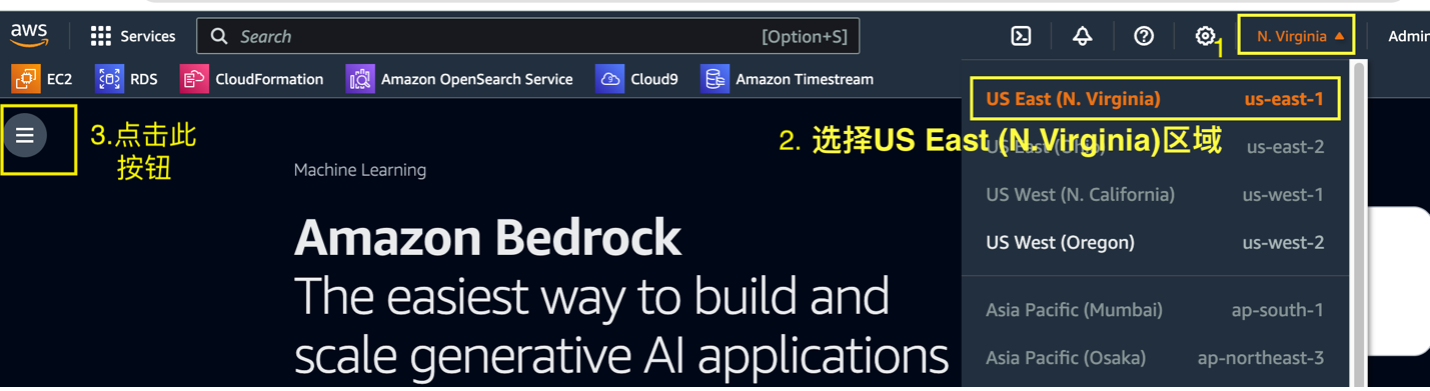 aws
Services
Search
[Option+S]
1
N. Virginia
Admin
EC2
RDS
CloudFormation
Amazon OpenSearch Service
Cloud9
Amazon Timestream
3.点击此
按钮
US East (N. Virginia) us-east-1
2. 选择US East (N.Virginia)区域
US East (Ohio) us-east-2
US West (N. California) us-west-1
US West (Oregon) us-west-2
Asia Pacific (Mumbai) ap-south-1
Asia Pacific (Osaka) ap-northeast-3
Machine Learning
Amazon Bedrock
The easiest way to build and
scale generative AI applications